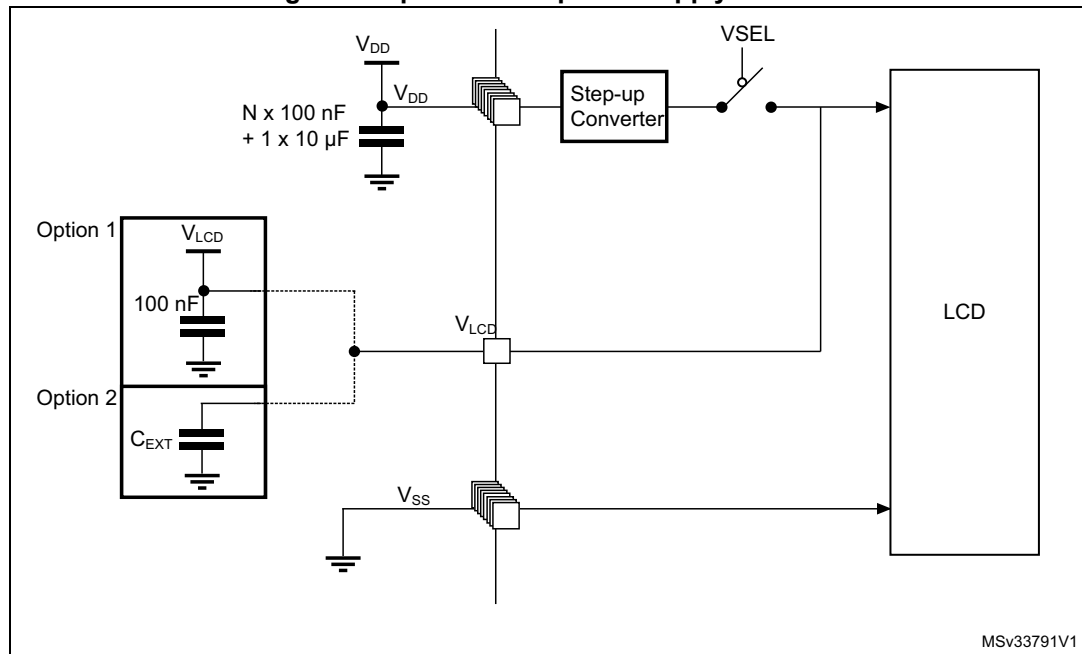 VDD
VDD
N x 100 nF
+ 1 x 10 µF
Step-up
Converter
VSEL
Option 1
VLCD
100 nF
VLCD
LCD
Option 2
CEXT
VSS
MSv33791V1